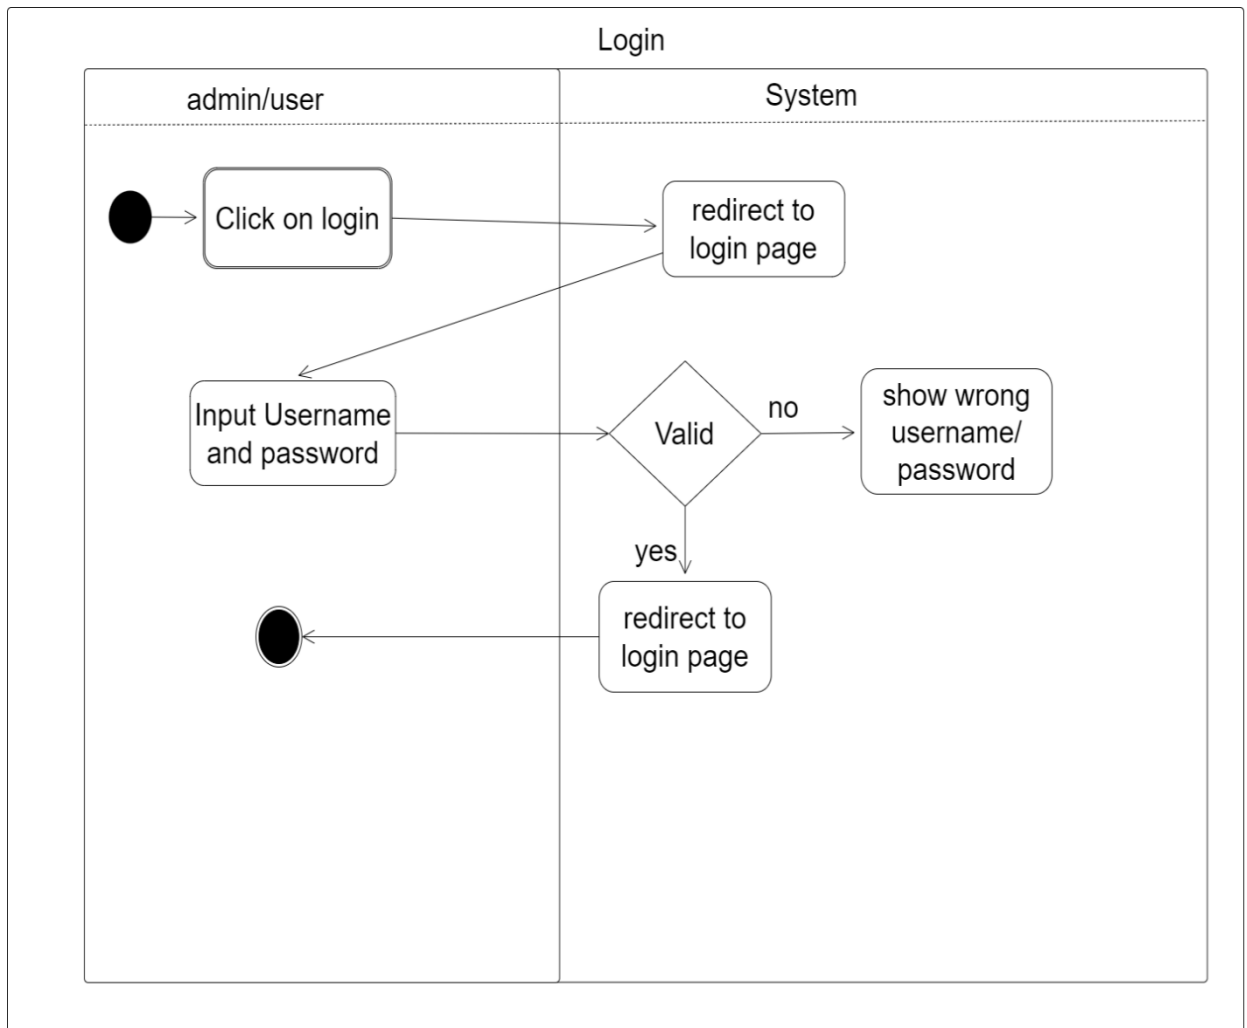 Login
admin/user
System
Click on login
redirect to
login page
Input Username
and password
Valid
no
show wrong
username/
password
yes
redirect to
login page